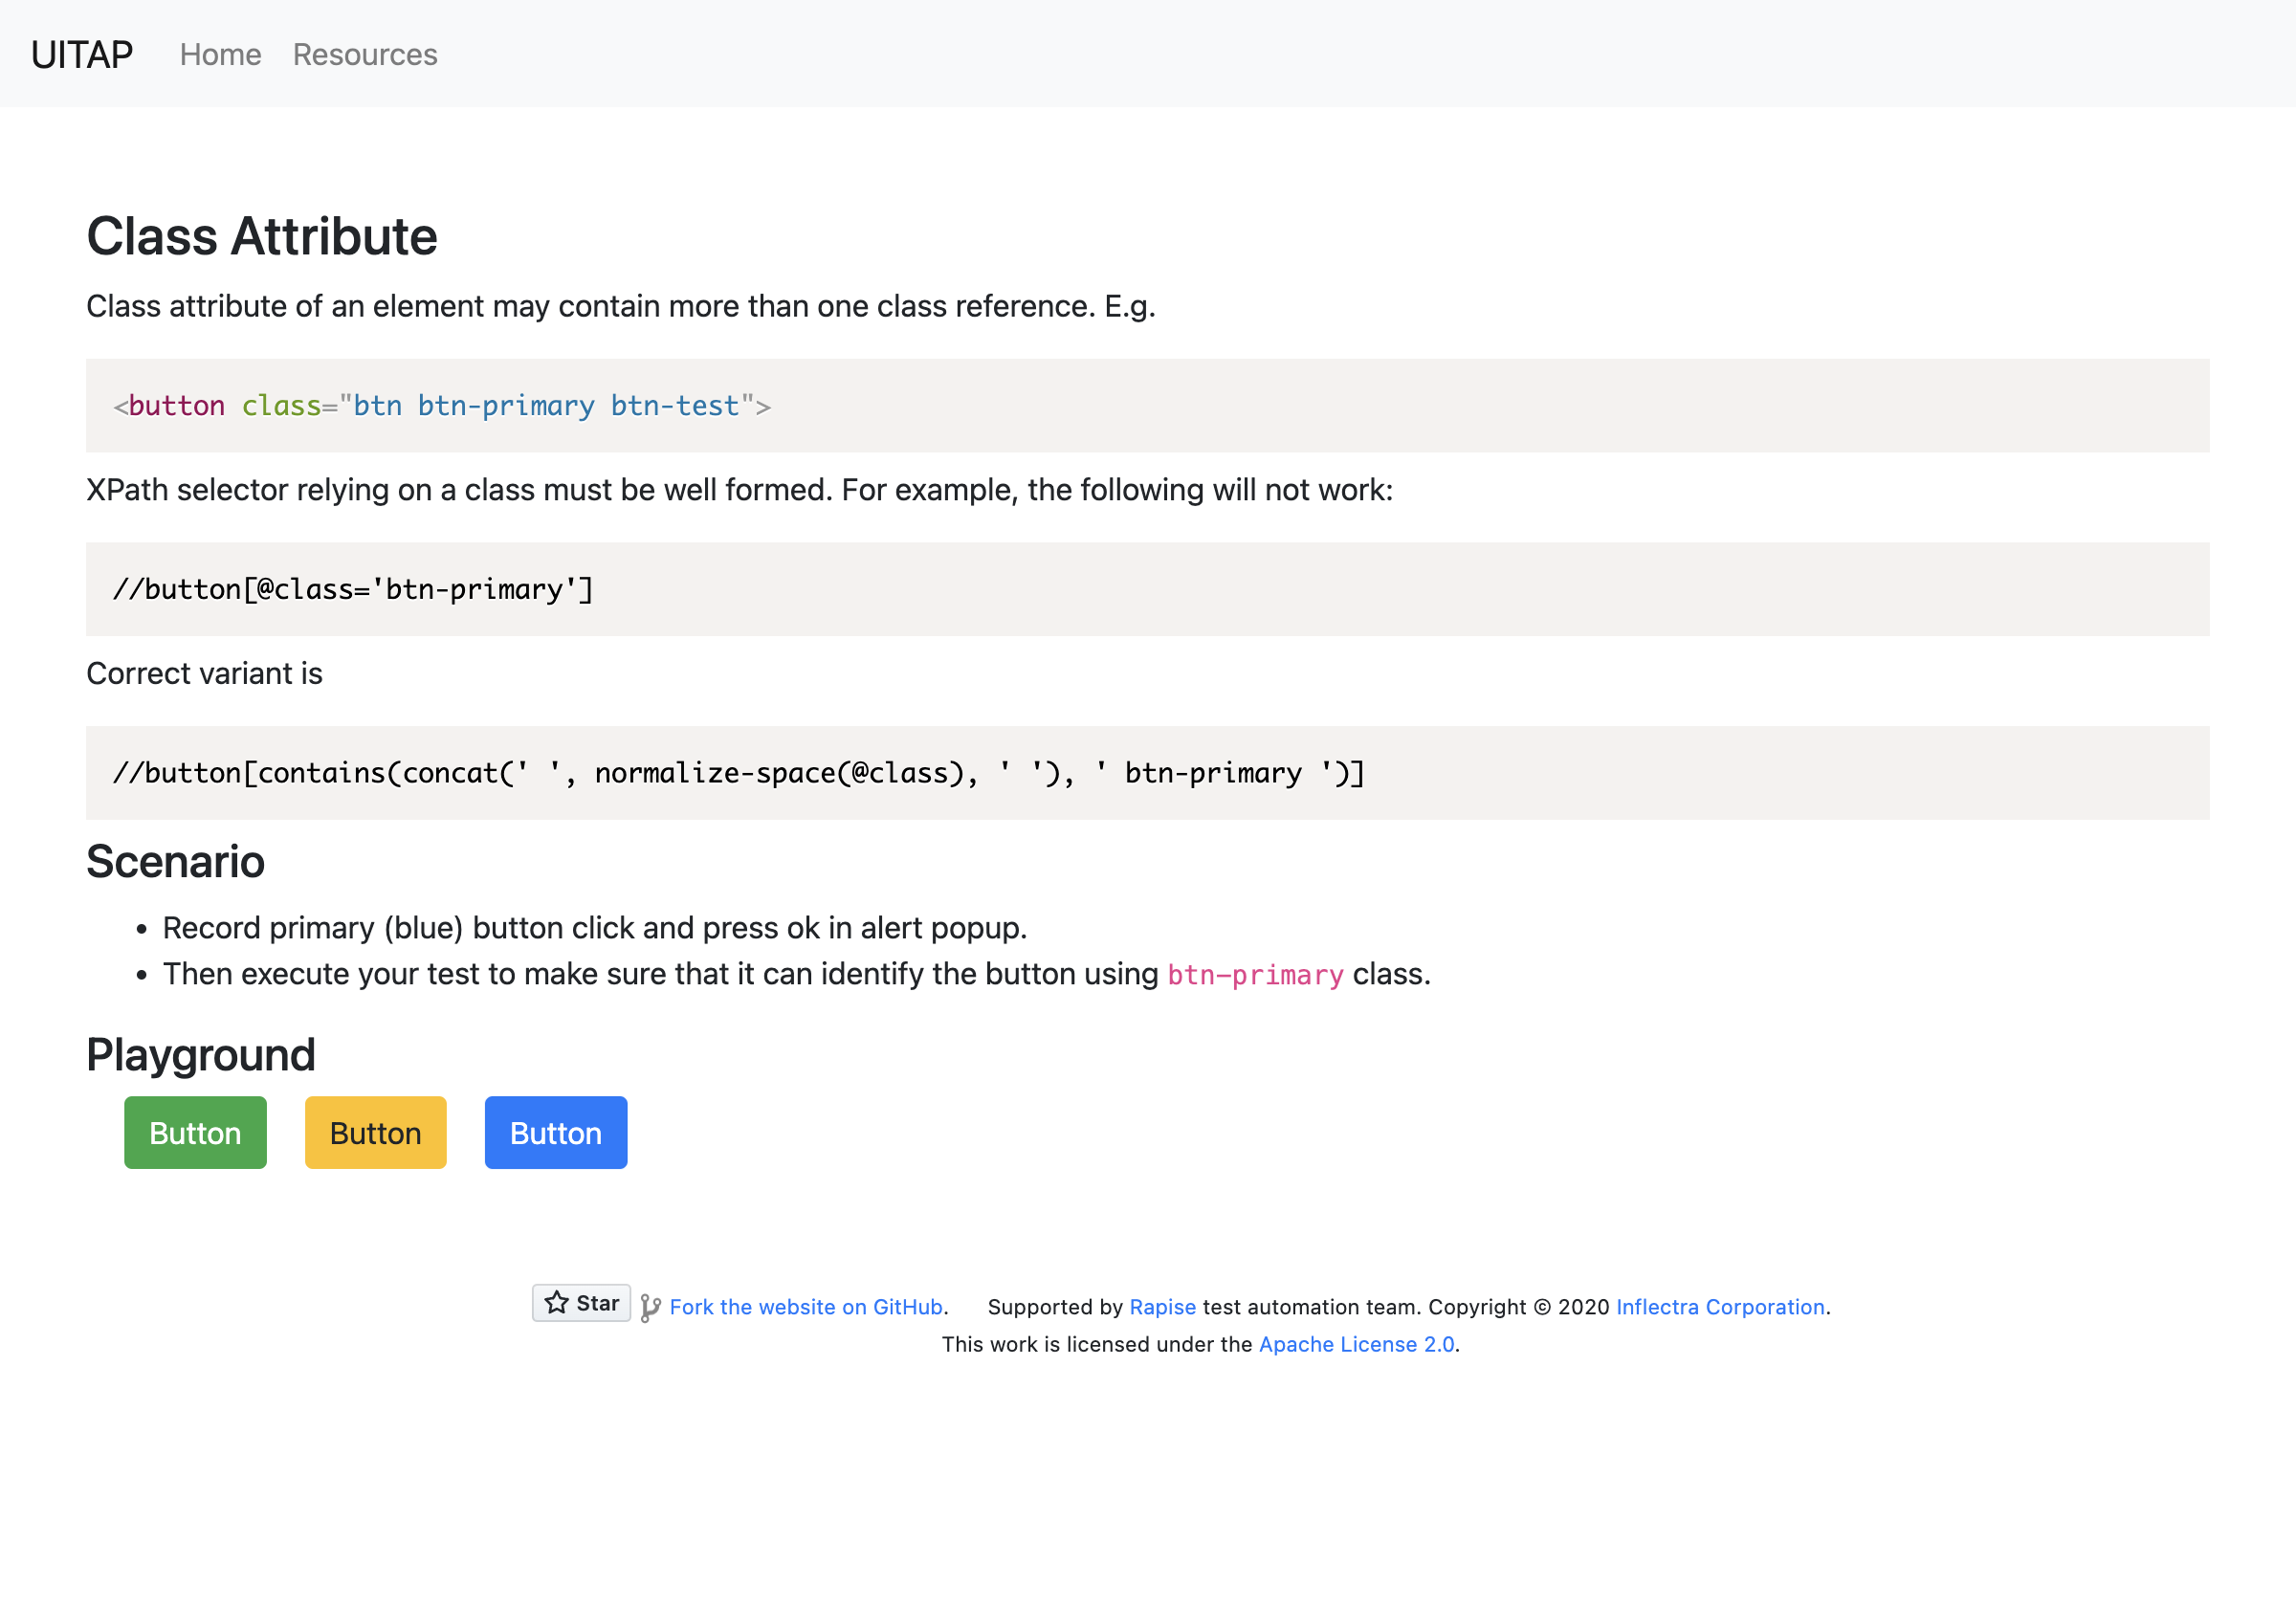 UITAP Home Resources
Class Attribute
Class attribute of an element may contain more than one class reference. E.g.
<button class="btn btn-primary btn-test">
XPath selector relying on a class must be well formed. For example, the following will not work:
//button[@class='btn-primary']
Correct variant is
//button[contains(concat(' ', normalize-space(@class), ' '), ' btn-primary ')]
Scenario
• Record primary (blue) button click and press ok in alert popup.
• Then execute your test to make sure that it can identify the button using btn-primary class.
Playground
Button Button Button
Star Fork the website on GitHub. Supported by Rapise test automation team. Copyright © 2020 Inflectra Corporation.
This work is licensed under the Apache License 2.0.